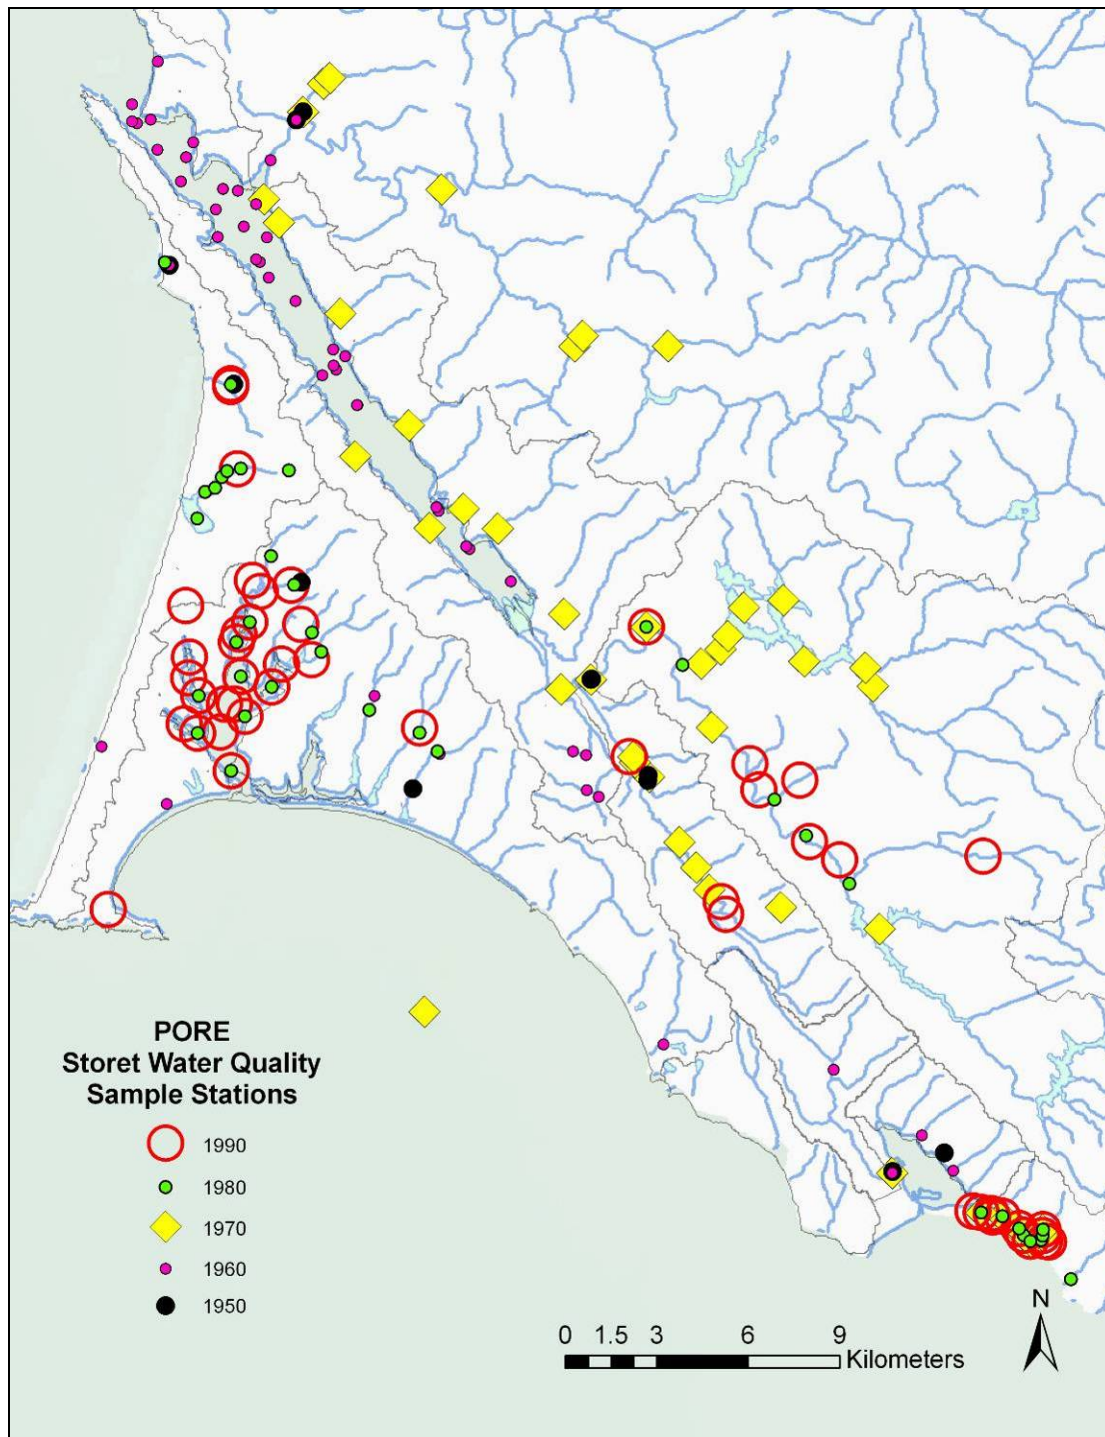 PORE
Storet Water Quality
Sample Stations
1990
1980
1970
1960
1950
0 1.5 3 6 9
Kilometers
N